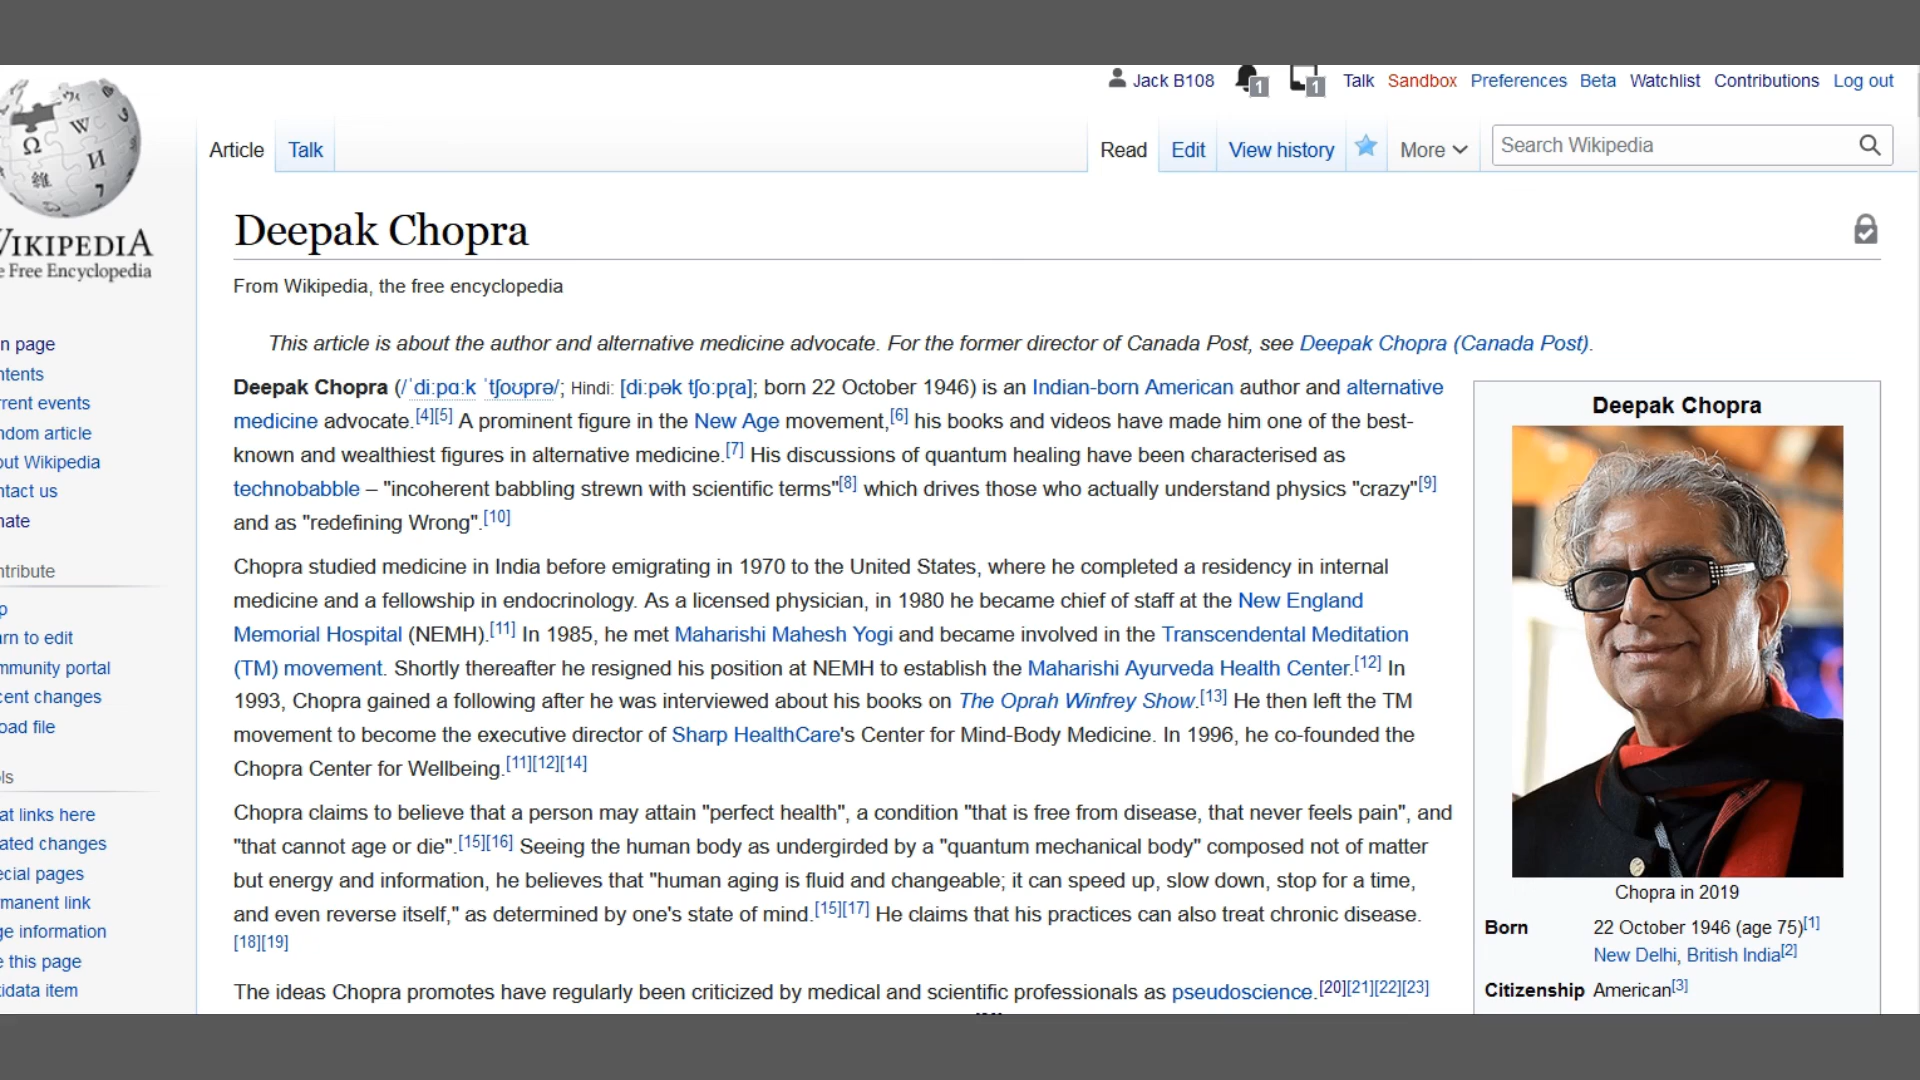 Jack B108 1 1 Talk Sandbox Preferences Beta Watchlist Contributions Log out
Article Talk Read Edit View history More Search Wikipedia
WIKIPEDIA
Free Encyclopedia
Deepak Chopra
From Wikipedia, the free encyclopedia
This article is about the author and alternative medicine advocate. For the former director of Canada Post, see Deepak Chopra (Canada Post).
Deepak Chopra (/ˈdiːpɑːk ˈtʃoʊprə/; Hindi: [diːpək tʃoːpɽa]; born 22 October 1946) is an Indian-born American author and alternative
medicine advocate.[4][5] A prominent figure in the New Age movement,[6] his books and videos have made him one of the best-
known and wealthiest figures in alternative medicine.[7] His discussions of quantum healing have been characterised as
technobabble – "incoherent babbling strewn with scientific terms"[8] which drives those who actually understand physics "crazy"[9]
and as "redefining Wrong".[10]
Chopra studied medicine in India before emigrating in 1970 to the United States, where he completed a residency in internal
medicine and a fellowship in endocrinology. As a licensed physician, in 1980 he became chief of staff at the New England
Memorial Hospital (NEMH).[11] In 1985, he met Maharishi Mahesh Yogi and became involved in the Transcendental Meditation
(TM) movement. Shortly thereafter he resigned his position at NEMH to establish the Maharishi Ayurveda Health Center.[12] In
1993, Chopra gained a following after he was interviewed about his books on The Oprah Winfrey Show.[13] He then left the TM
movement to become the executive director of Sharp HealthCare's Center for Mind-Body Medicine. In 1996, he co-founded the
Chopra Center for Wellbeing.[11][12][14]
Chopra claims to believe that a person may attain "perfect health", a condition "that is free from disease, that never feels pain", and
"that cannot age or die".[15][16] Seeing the human body as undergirded by a "quantum mechanical body" composed not of matter
but energy and information, he believes that "human aging is fluid and changeable; it can speed up, slow down, stop for a time,
and even reverse itself," as determined by one's state of mind.[15][17] He claims that his practices can also treat chronic disease.
[18][19]
The ideas Chopra promotes have regularly been criticized by medical and scientific professionals as pseudoscience.[20][21][22][23]
Deepak Chopra
Chopra in 2019
Born 22 October 1946 (age 75)[1]
New Delhi, British India[2]
Citizenship American[3]
n page
ntents
rrent events
ndom article
out Wikipedia
ntact us
nate
ntribute
p
arn to edit
mmunity portal
cent changes
oad file
ls
at links here
ated changes
ecial pages
manent link
ge information
e this page
idata item